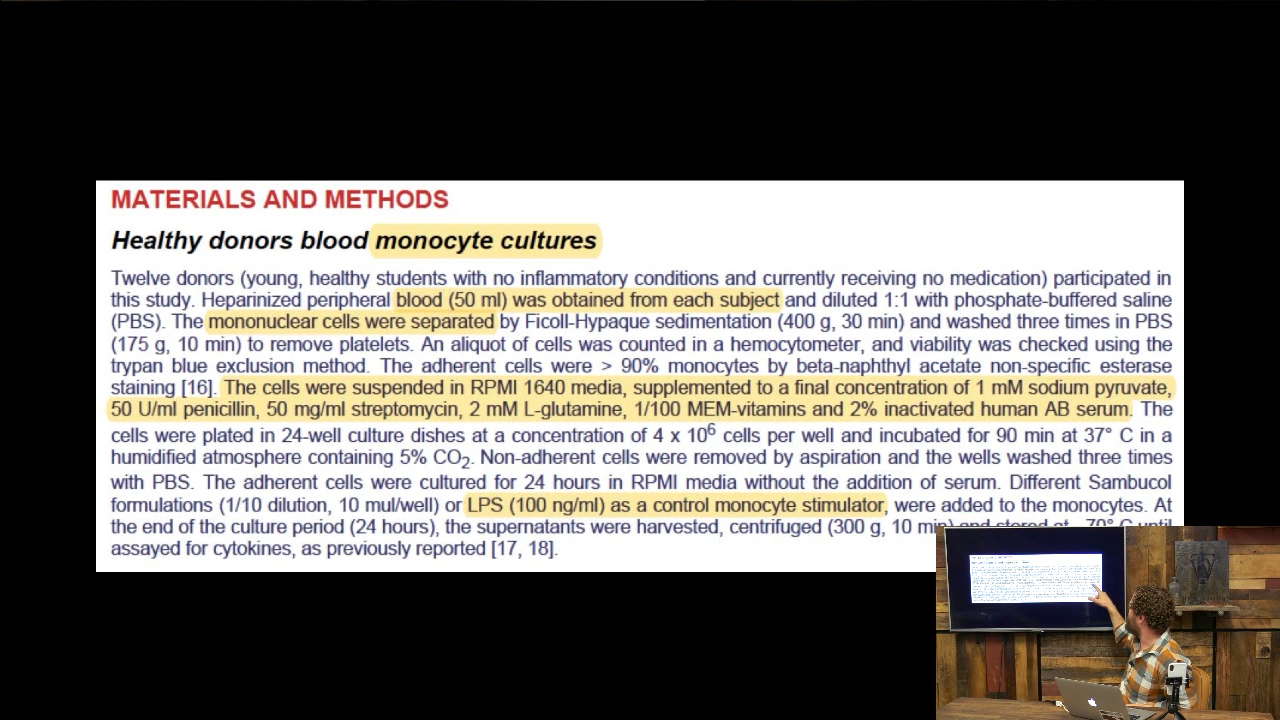 MATERIALS AND METHODS
Healthy donors blood monocyte cultures
Twelve donors (young, healthy students with no inflammatory conditions and currently receiving no medication) participated in
this study. Heparinized peripheral blood (50 ml) was obtained from each subject and diluted 1:1 with phosphate-buffered saline
(PBS). The mononuclear cells were separated by Ficoll-Hypaque sedimentation (400 g, 30 min) and washed three times in PBS
(175 g, 10 min) to remove platelets. An aliquot of cells was counted in a hemocytometer, and viability was checked using the
trypan blue exclusion method. The adherent cells were > 90% monocytes by beta-naphthyl acetate non-specific esterase
staining [16]. The cells were suspended in RPMI 1640 media, supplemented to a final concentration of 1 mM sodium pyruvate,
50 U/ml penicillin, 50 mg/ml streptomycin, 2 mM L-glutamine, 1/100 MEM-vitamins and 2% inactivated human AB serum. The
cells were plated in 24-well culture dishes at a concentration of 4 x 10⁶ cells per well and incubated for 90 min at 37° C in a
humidified atmosphere containing 5% CO₂. Non-adherent cells were removed by aspiration and the wells washed three times
with PBS. The adherent cells were cultured for 24 hours in RPMI media without the addition of serum. Different Sambucol
formulations (1/10 dilution, 10 mul/well) or LPS (100 ng/ml) as a control monocyte stimulator, were added to the monocytes. At
the end of the culture period (24 hours), the supernatants were harvested, centrifuged (300 g, 10 min) and stored at -70° C until
assayed for cytokines, as previously reported [17, 18].